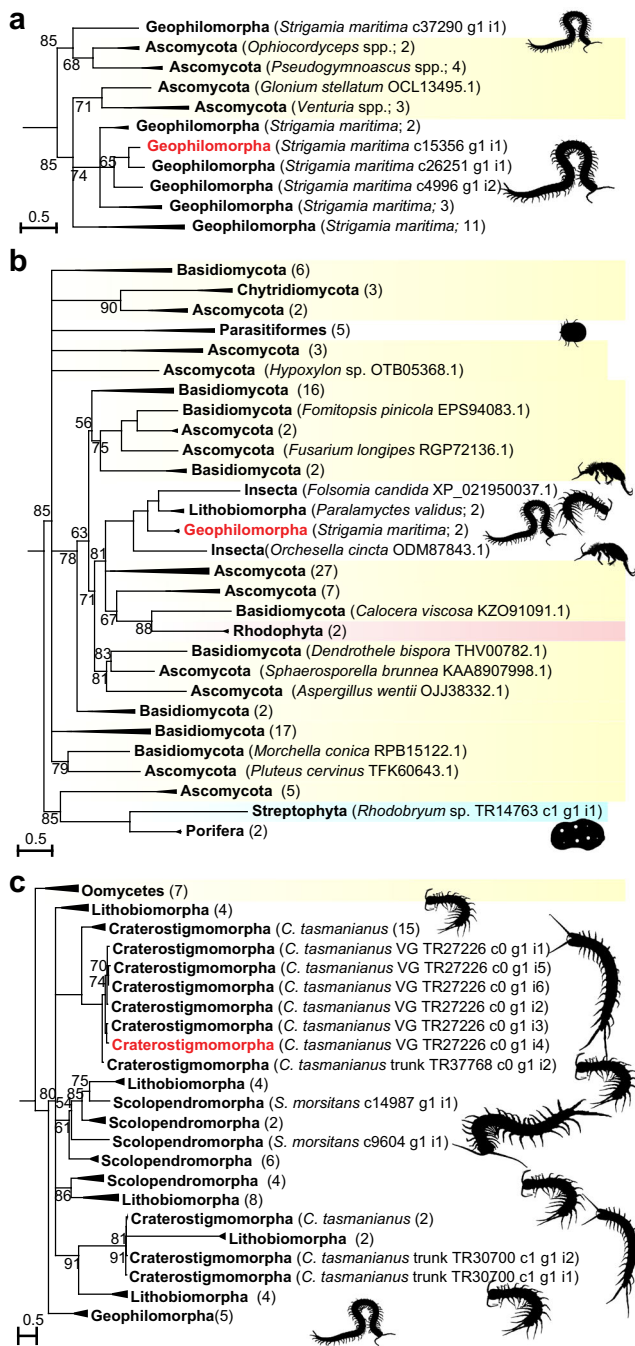 a
85
Geophilomorpha (Strigamia maritima c37290 g1 i1)
Ascomycota (Ophiocordyceps spp.; 2)
68
Ascomycota (Pseudogymnoascus spp.; 4)
Ascomycota (Glonium stellatum OCL13495.1)
71
Ascomycota (Venturia spp.; 3)
Geophilomorpha (Strigamia maritima; 2)
Geophilomorpha (Strigamia maritima c15356 g1 i1)
85
65
74
Geophilomorpha (Strigamia maritima c26251 g1 i1)
Geophilomorpha (Strigamia maritima c4996 g1 i2)
Geophilomorpha (Strigamia maritima; 3)
0.5
Geophilomorpha (Strigamia maritima; 11)
b
Basidiomycota (6)
Chytridiomycota (3)
90
Ascomycota (2)
Parasitiformes (5)
Ascomycota (3)
Ascomycota (Hypoxylon sp. OTB05368.1)
Basidiomycota (16)
Basidiomycota (Fomitopsis pinicola EPS94083.1)
56
Ascomycota (2)
75
Ascomycota (Fusarium longipes RGP72136.1)
Basidiomycota (2)
Insecta (Folsomia candida XP_021950037.1)
85
Lithobiomorpha (Paralamyctes validus; 2)
63
Geophilomorpha (Strigamia maritima; 2)
78
81
Insecta(Orchesella cincta ODM87843.1)
Ascomycota (27)
71
Ascomycota (7)
67
Basidiomycota (Calocera viscosa KZO91091.1)
88
Rhodophyta (2)
83
Basidiomycota (Dendrothele bispora THV00782.1)
81
Ascomycota (Sphaerosporella brunnea KAA8907998.1)
Ascomycota (Aspergillus wentii OJJ38332.1)
Basidiomycota (2)
Basidiomycota (17)
Basidiomycota (Morchella conica RPB15122.1)
79
Ascomycota (Pluteus cervinus TFK60643.1)
Ascomycota (5)
85
Streptophyta (Rhodobryum sp. TR14763 c1 g1 i1)
0.5
Porifera (2)
c
Oomycetes (7)
Lithobiomorpha (4)
Craterostigmomorpha (C. tasmanianus) (15)
Craterostigmomorpha (C. tasmanianus VG TR27226 c0 g1 i1)
70
Craterostigmomorpha (C. tasmanianus VG TR27226 c0 g1 i5)
74
Craterostigmomorpha (C. tasmanianus VG TR27226 c0 g1 i6)
Craterostigmomorpha (C. tasmanianus VG TR27226 c0 g1 i2)
Craterostigmomorpha (C. tasmanianus VG TR27226 c0 g1 i3)
Craterostigmomorpha (C. tasmanianus VG TR27226 c0 g1 i4)
Craterostigmomorpha (C. tasmanianus trunk TR37768 c0 g1 i2)
75
Lithobiomorpha (4)
80
54
85
Scolopendromorpha (S. morsitans c14987 g1 i1)
Scolopendromorpha (2)
61
Scolopendromorpha (S. morsitans c9604 g1 i1)
Scolopendromorpha (6)
Scolopendromorpha (4)
86
Lithobiomorpha (8)
Craterostigmomorpha (C. tasmanianus (2)
81
Lithobiomorpha (2)
91
91
Craterostigmomorpha (C. tasmanianus trunk TR30700 c1 g1 i2)
Craterostigmomorpha (C. tasmanianus trunk TR30700 c1 g1 i1)
Lithobiomorpha (4)
Geophilomorpha(5)
0.5